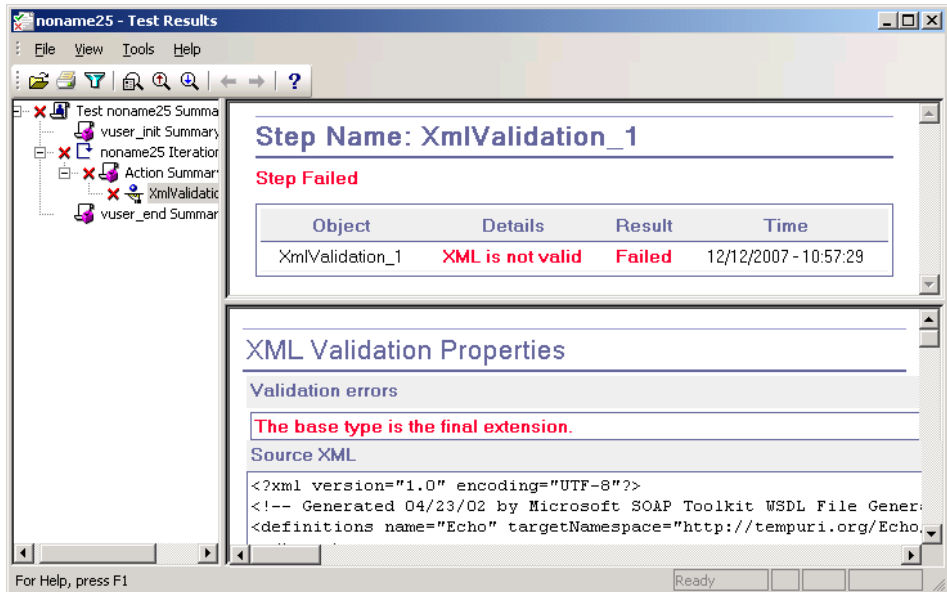 noname25 - Test Results
File View Tools Help
Test noname25 Summa
vuser_init Summary
noname25 Iteration
Action Summar
XmlValidatic
vuser_end Summar
Step Name: XmlValidation_1
Step Failed
Object Details Result Time
XmlValidation_1 XML is not valid Failed 12/12/2007 - 10:57:29
XML Validation Properties
Validation errors
The base type is the final extension.
Source XML
<?xml version="1.0" encoding="UTF-8"?>
<!-- Generated 04/23/02 by Microsoft SOAP Toolkit WSDL File Gener
<definitions name="Echo" targetNamespace="http://tempuri.org/Echo
For Help, press F1
Ready